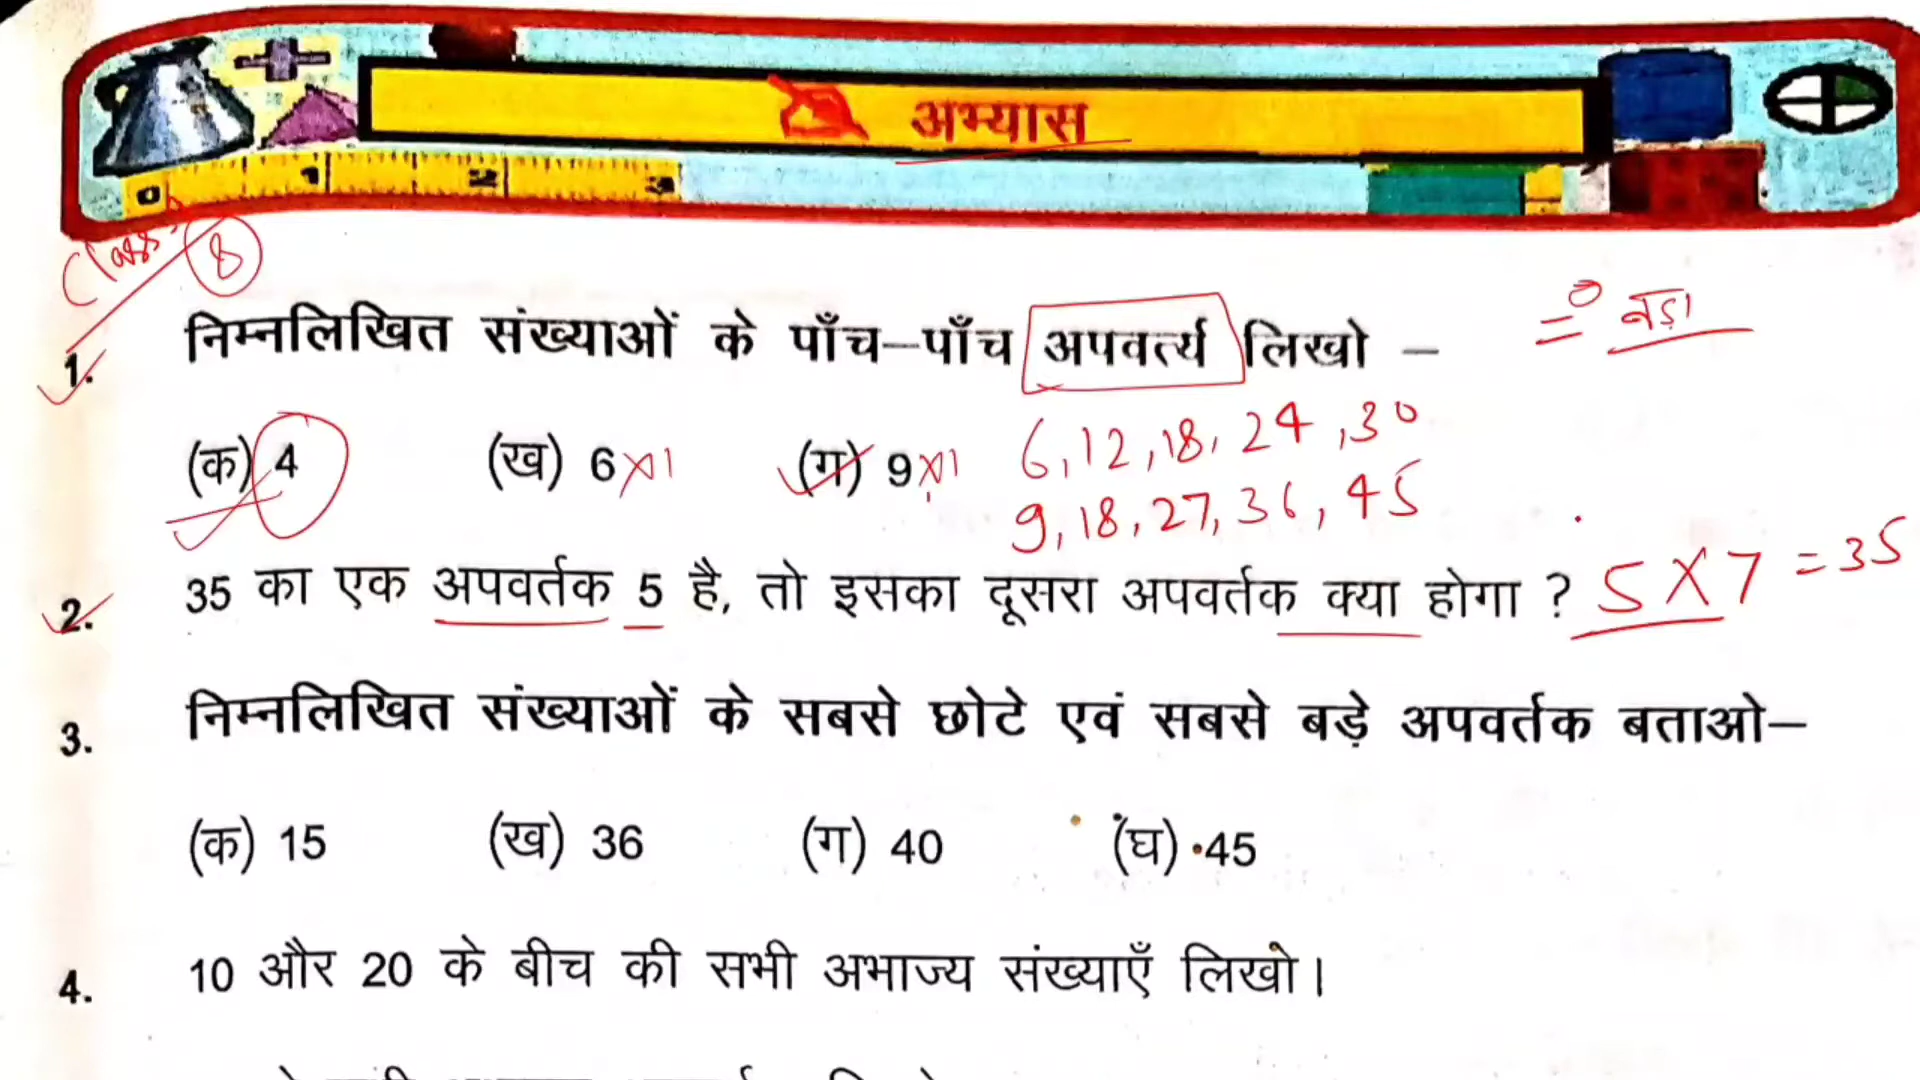 अभ्यास
0 1 2 3
Class 8
1. निम्नलिखित संख्याओं के पाँच–पाँच अपवर्त्य लिखो –
= बड़ा
(क) 4 (ख) 6 ×1 (ग) 9 ×1 6, 12, 18, 24, 30
9, 18, 27, 36, 45
2. 35 का एक अपवर्तक 5 है, तो इसका दूसरा अपवर्तक क्या होगा ? 5 × 7 = 35
3. निम्नलिखित संख्याओं के सबसे छोटे एवं सबसे बड़े अपवर्तक बताओ–
(क) 15 (ख) 36 (ग) 40 (घ) 45
4. 10 और 20 के बीच की सभी अभाज्य संख्याएँ लिखो।